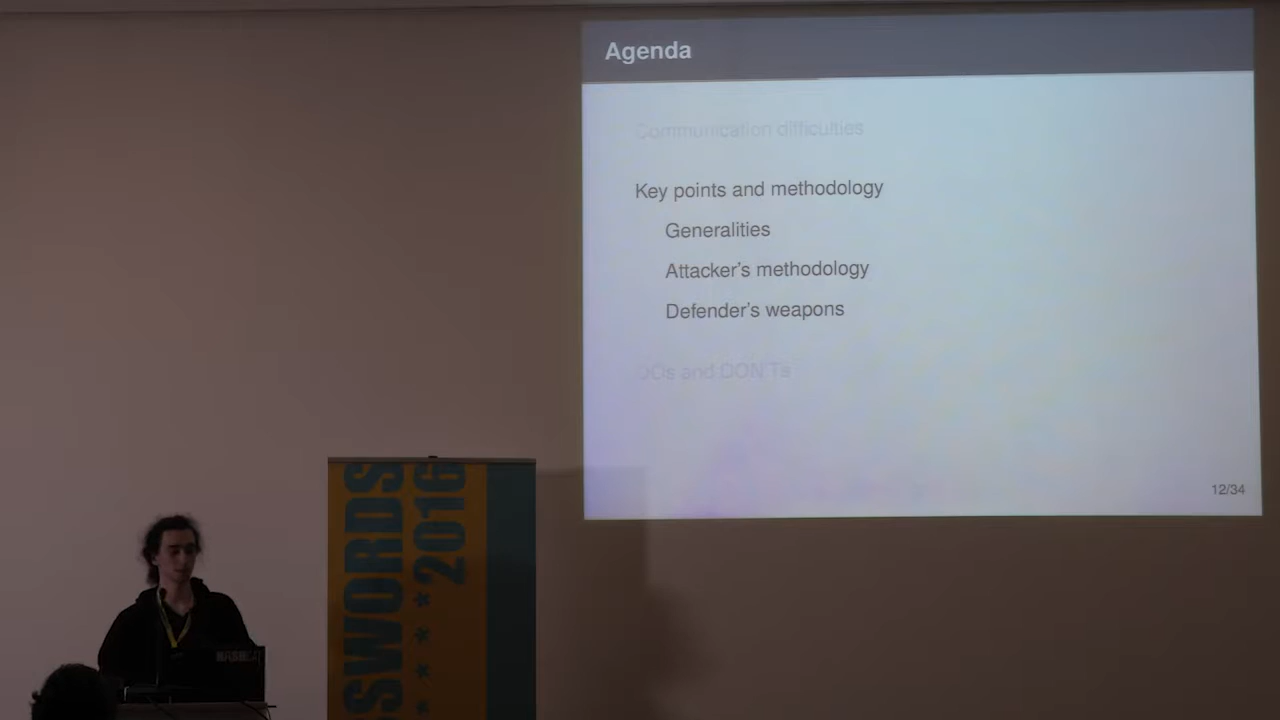 Agenda
Communication difficulties
Key points and methodology
Generalities
Attacker's methodology
Defender's weapons
DOs and DON'Ts
12/34
SWORDS
****2016
HASHCAT